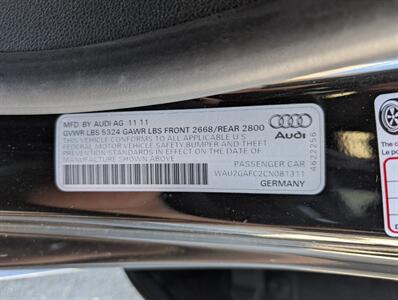 MFD. BY AUDI AG 11 11
GVWR LBS 5324 GAWR LBS FRONT 2668/REAR 2800
THIS VEHICLE CONFORMS TO ALL APPLICABLE U S
FEDERAL MOTOR VEHICLE SAFETY, BUMPER, AND THEFT
PREVENTION STANDARDS IN EFFECT ON THE DATE OF
MANUFACTURE SHOWN ABOVE
Audi
4622256
PASSENGER CAR
WAU2GAFC2CN081311
GERMANY